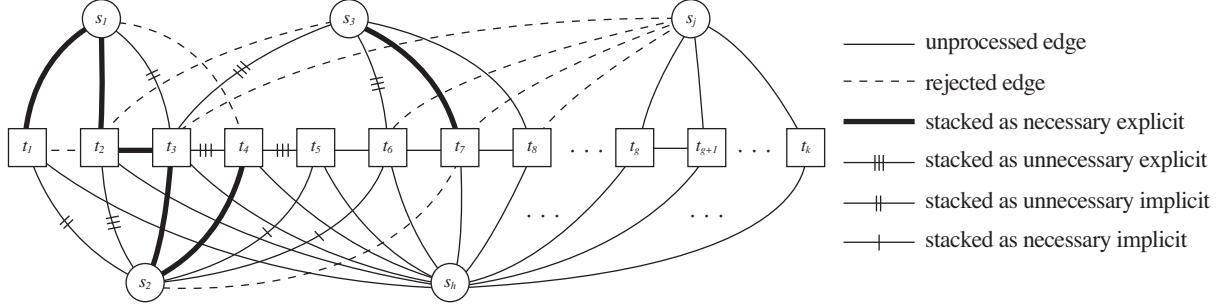 s1 s3 sj
t1 t2 t3 t4 t5 t6 t7 t8 . . . tg tg+1 . . . tk
. . . . . .
s2 sh
unprocessed edge
rejected edge
stacked as necessary explicit
stacked as unnecessary explicit
stacked as unnecessary implicit
stacked as necessary implicit